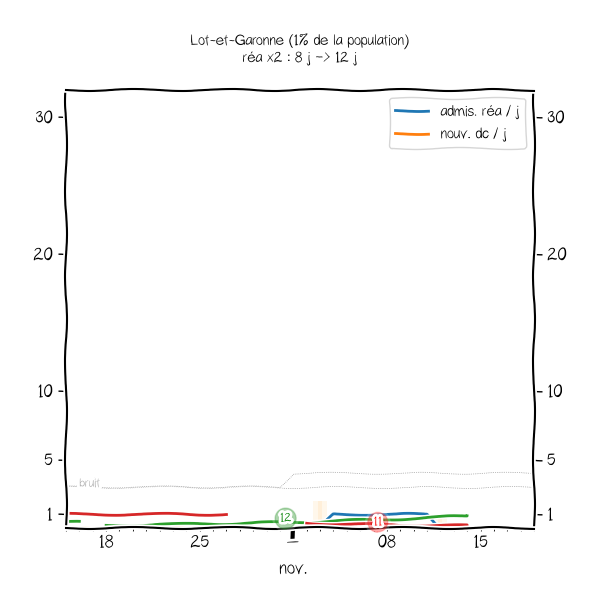 Lot-et-Garonne (1% de la population)
réa x2 : 8 j -> 12 j
admis. réa / j
nouv. dc / j
30
30
20
20
10
10
5
5
bruit
1
12
11
1
18
25
1
08
15
nov.